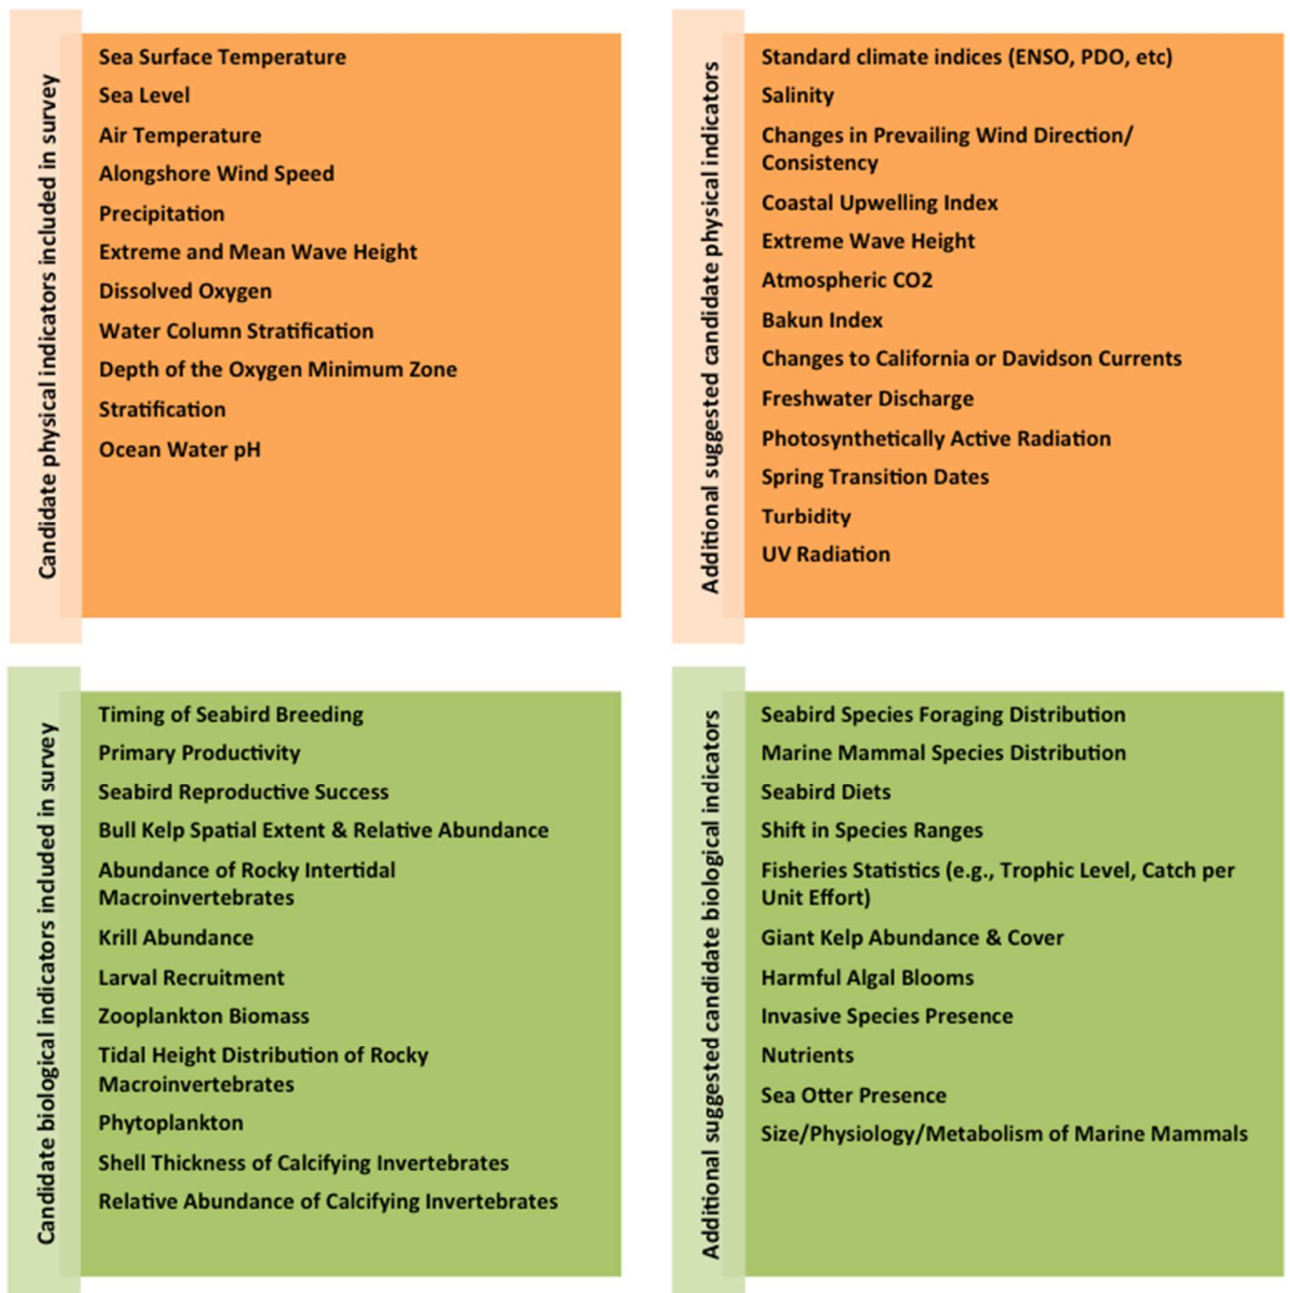 Candidate physical indicators included in survey
Sea Surface Temperature
Sea Level
Air Temperature
Alongshore Wind Speed
Precipitation
Extreme and Mean Wave Height
Dissolved Oxygen
Water Column Stratification
Depth of the Oxygen Minimum Zone
Stratification
Ocean Water pH
Additional suggested candidate physical indicators
Standard climate indices (ENSO, PDO, etc)
Salinity
Changes in Prevailing Wind Direction/
Consistency
Coastal Upwelling Index
Extreme Wave Height
Atmospheric CO2
Bakun Index
Changes to California or Davidson Currents
Freshwater Discharge
Photosynthetically Active Radiation
Spring Transition Dates
Turbidity
UV Radiation
Candidate biological indicators included in survey
Timing of Seabird Breeding
Primary Productivity
Seabird Reproductive Success
Bull Kelp Spatial Extent & Relative Abundance
Abundance of Rocky Intertidal
Macroinvertebrates
Krill Abundance
Larval Recruitment
Zooplankton Biomass
Tidal Height Distribution of Rocky
Macroinvertebrates
Phytoplankton
Shell Thickness of Calcifying Invertebrates
Relative Abundance of Calcifying Invertebrates
Additional suggested candidate biological indicators
Seabird Species Foraging Distribution
Marine Mammal Species Distribution
Seabird Diets
Shift in Species Ranges
Fisheries Statistics (e.g., Trophic Level, Catch per
Unit Effort)
Giant Kelp Abundance & Cover
Harmful Algal Blooms
Invasive Species Presence
Nutrients
Sea Otter Presence
Size/Physiology/Metabolism of Marine Mammals